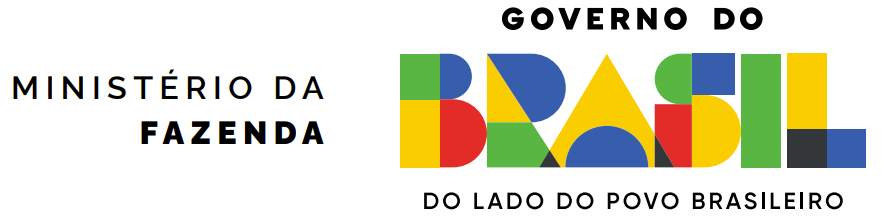 MINISTÉRIO DA
FAZENDA
GOVERNO DO
BRASIL
DO LADO DO POVO BRASILEIRO